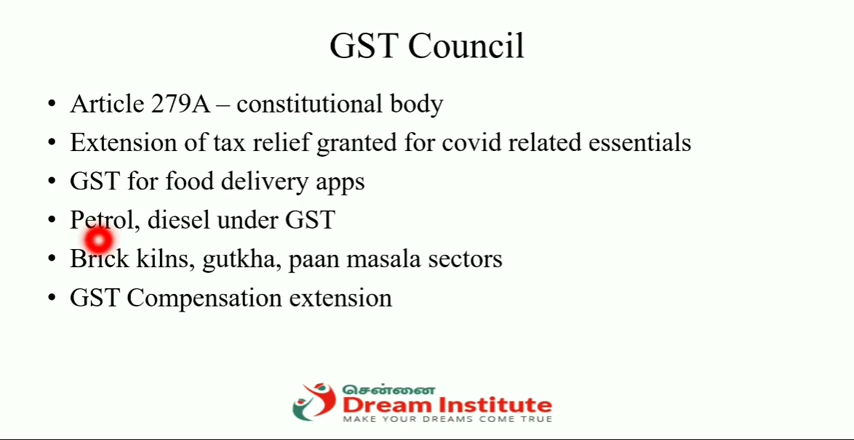 GST Council
• Article 279A – constitutional body
• Extension of tax relief granted for covid related essentials
• GST for food delivery apps
• Petrol, diesel under GST
• Brick kilns, gutkha, paan masala sectors
• GST Compensation extension
சென்னை
Dream Institute
MAKE YOUR DREAMS COME TRUE